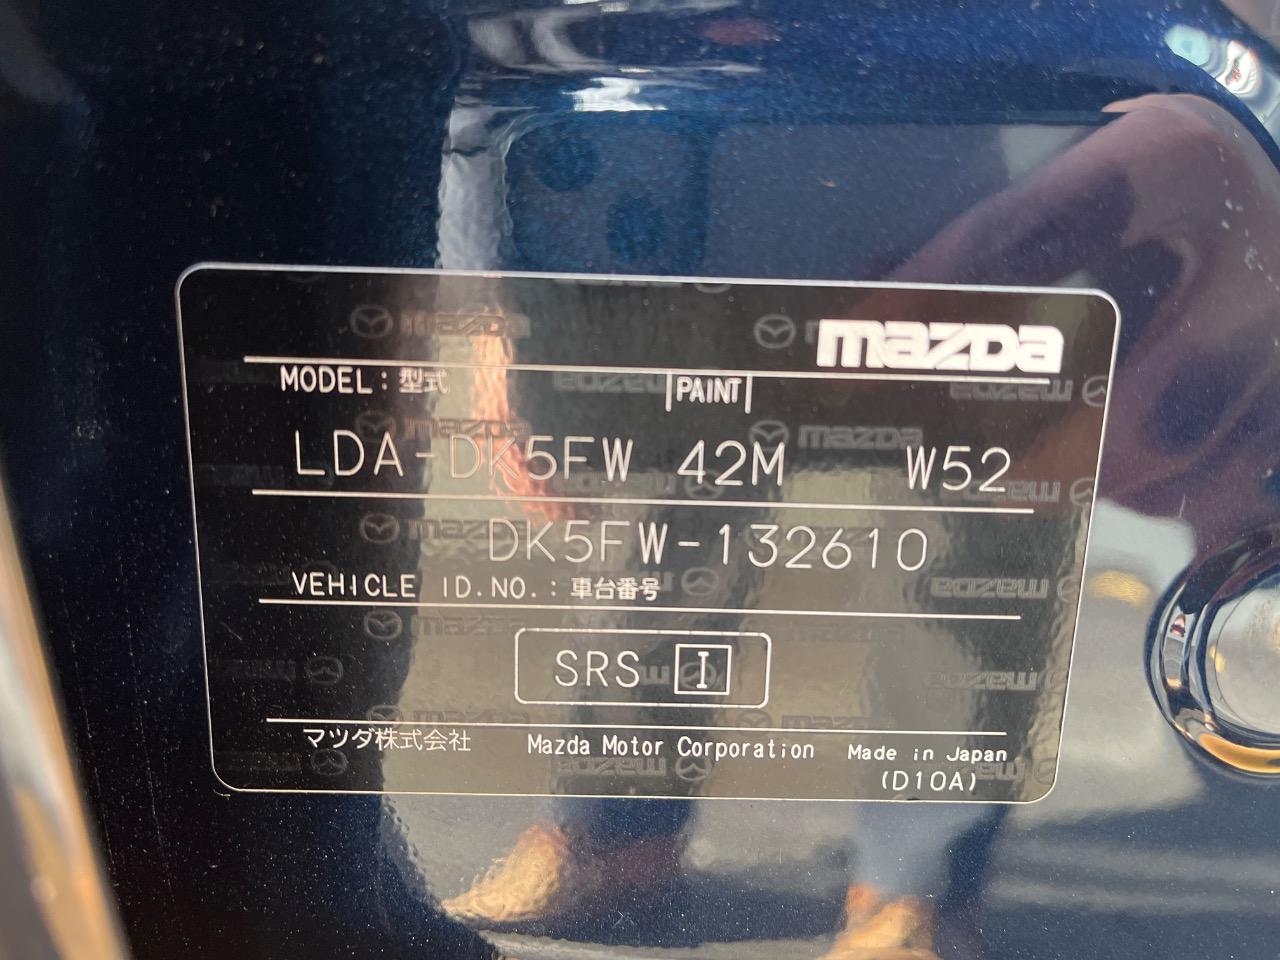 mazda
MODEL : 型式 |PAINT|
LDA-DK5FW 42M W52
DK5FW-132610
VEHICLE ID.NO. : 車台番号
SRS I
マツダ株式会社 Mazda Motor Corporation Made in Japan
(D10A)